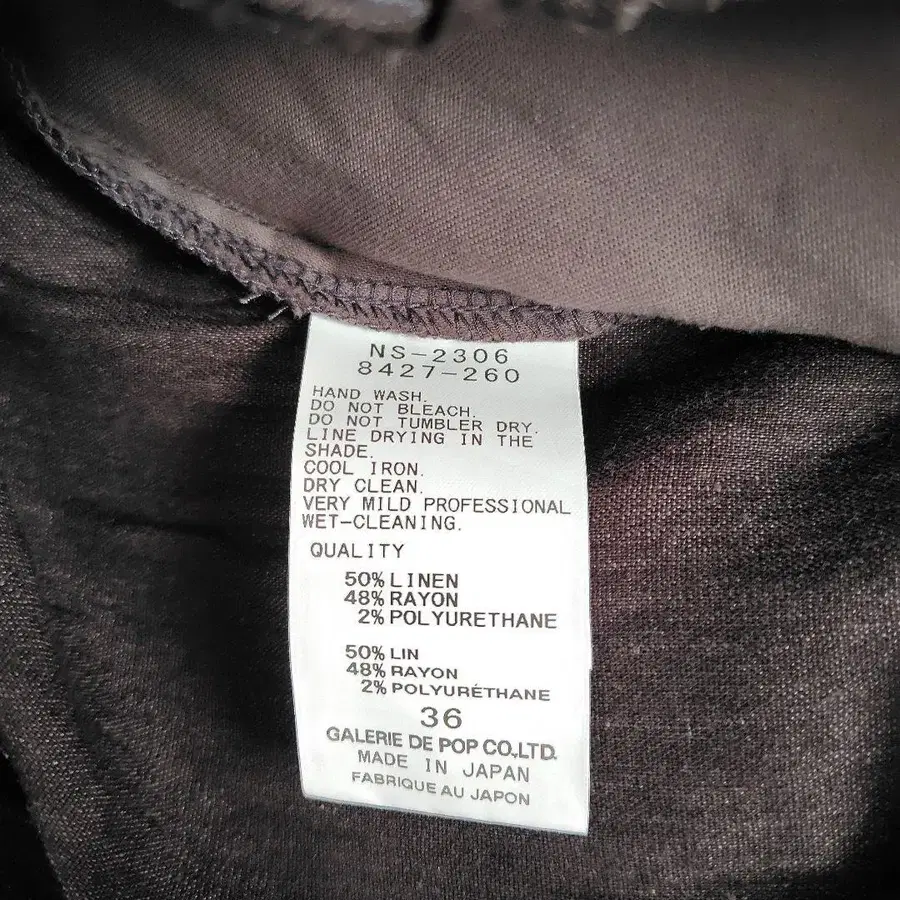 NS-2306
8427-260
HAND WASH.
DO NOT BLEACH.
DO NOT TUMBLER DRY.
LINE DRYING IN THE
SHADE.
COOL IRON.
DRY CLEAN.
VERY MILD PROFESSIONAL
WET-CLEANING.
QUALITY
50% LINEN
48% RAYON
2% POLYURETHANE
50% LIN
48% RAYON
2% POLYURÉTHANE
36
GALERIE DE POP CO.,LTD.
MADE IN JAPAN
FABRIQUE AU JAPON